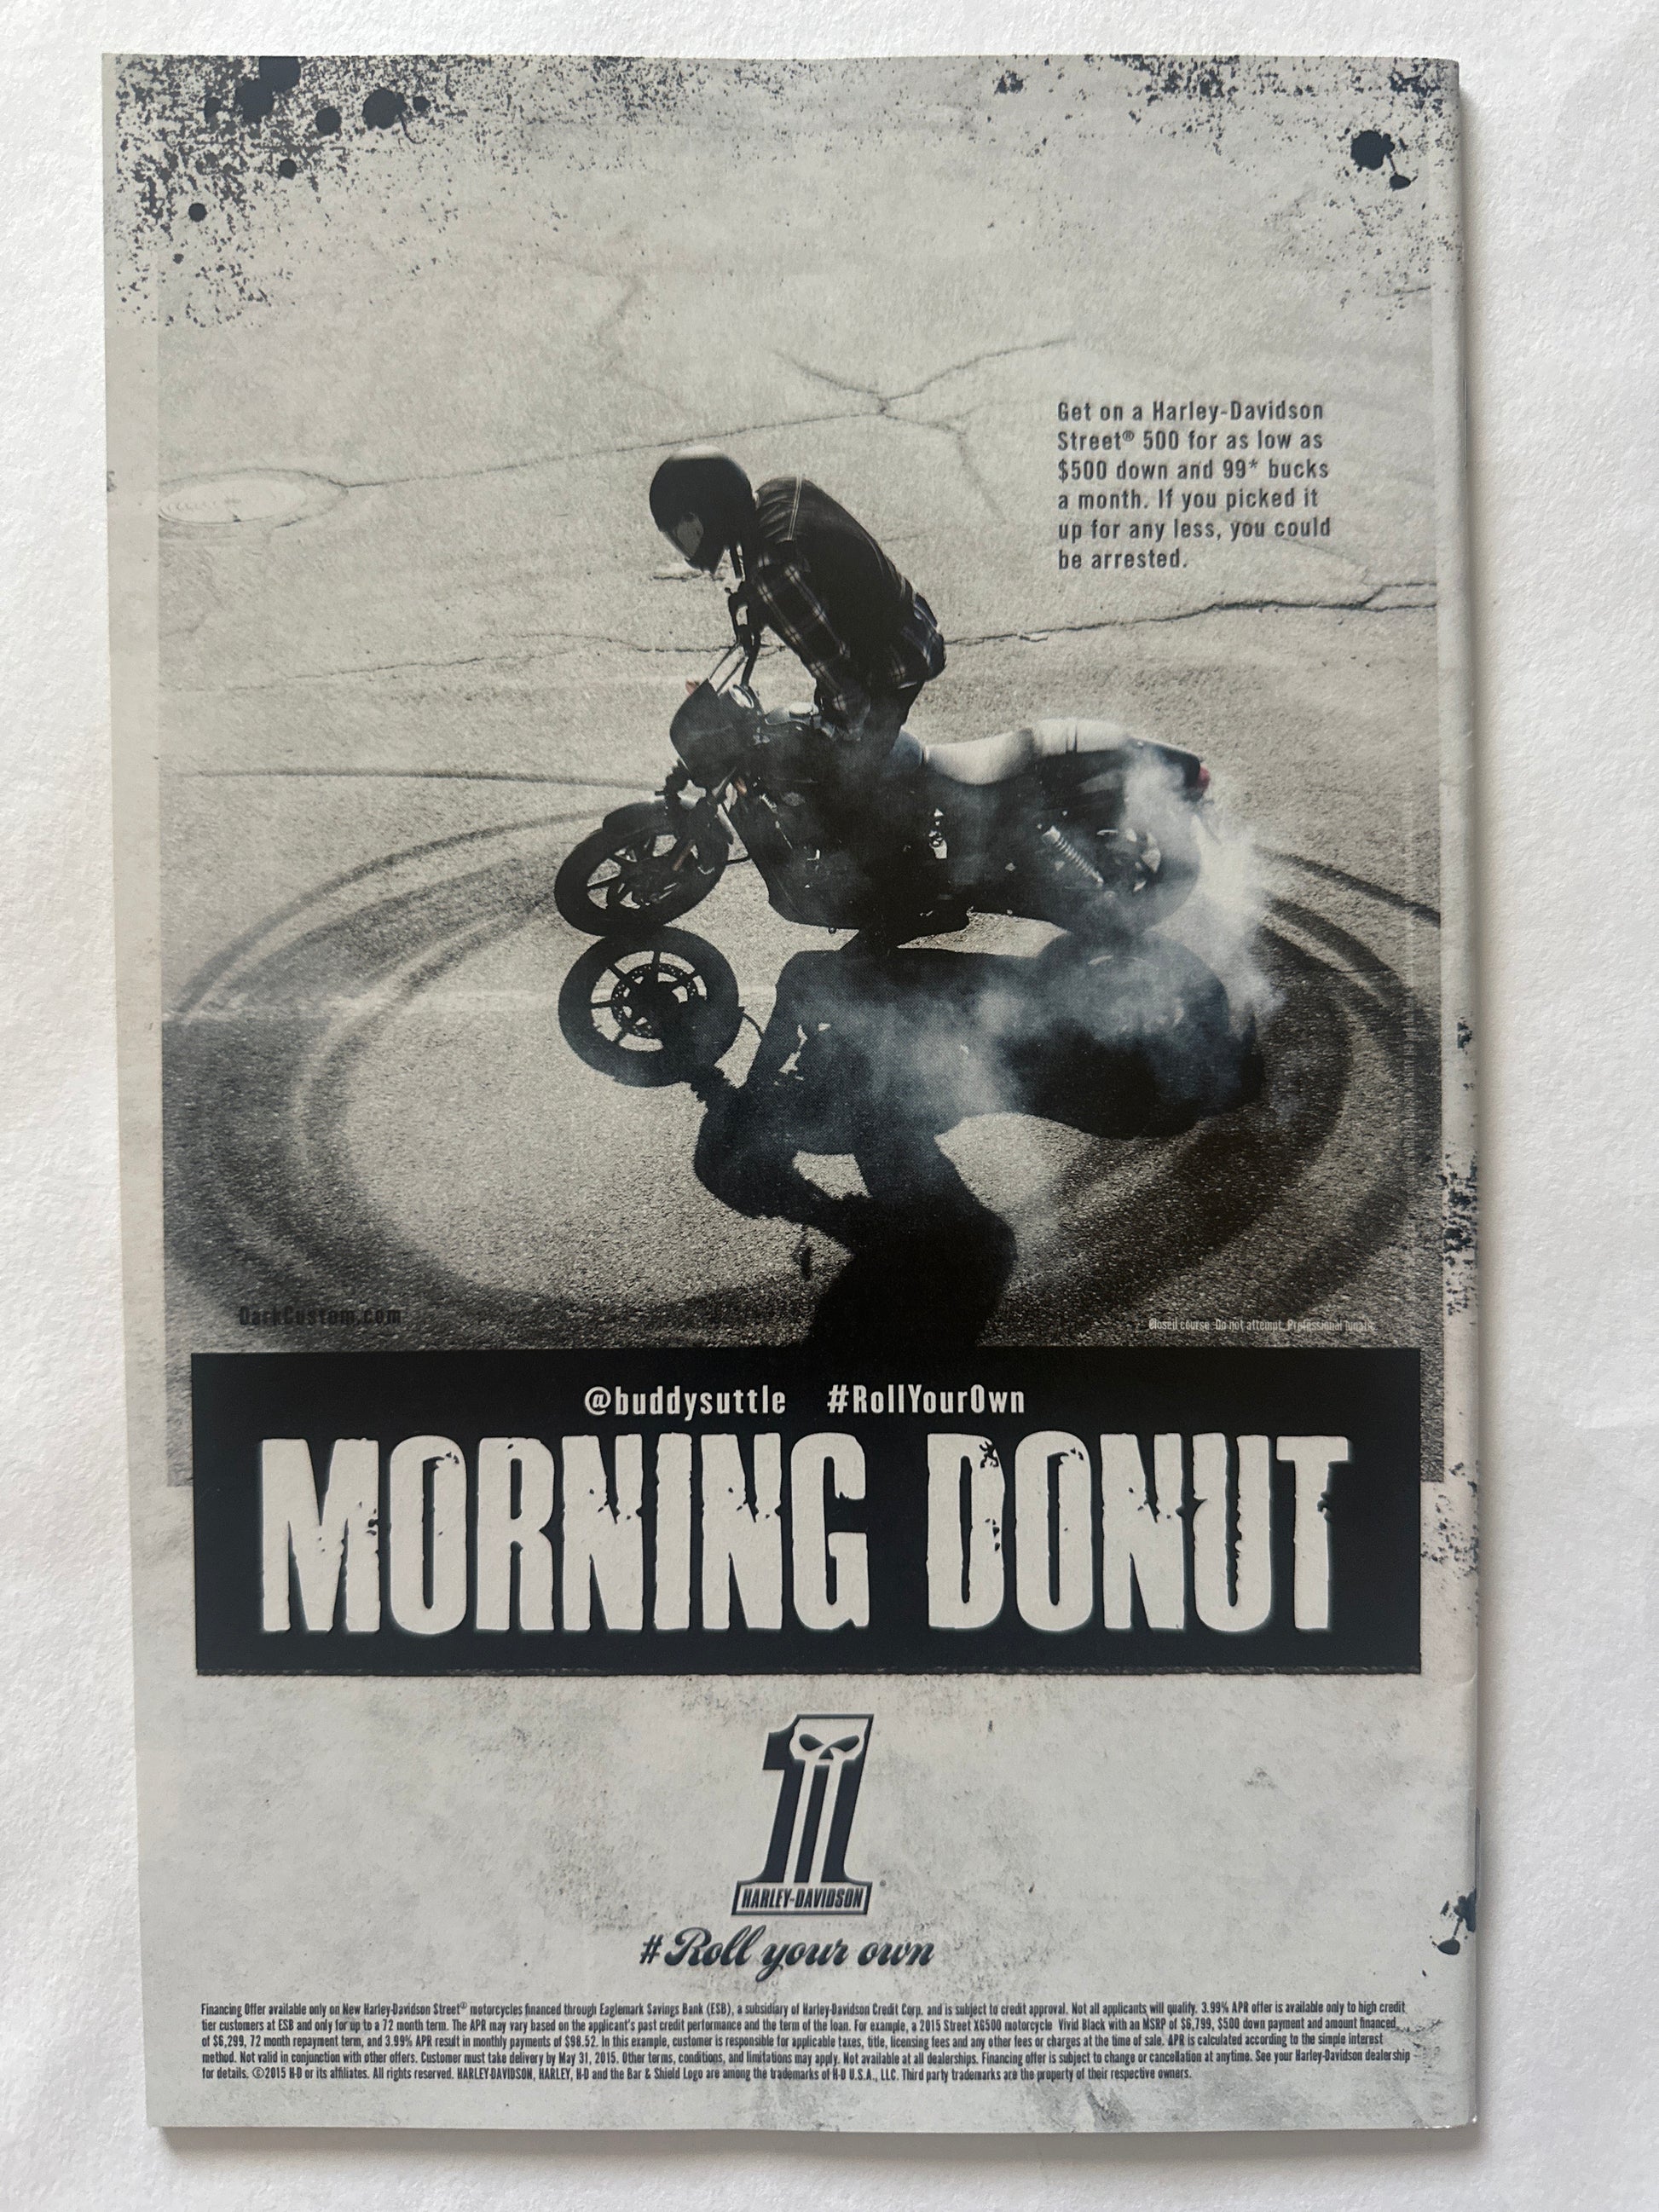 Get on a Harley-Davidson
Street® 500 for as low as
$500 down and 99* bucks
a month. If you picked it
up for any less, you could
be arrested.
DarkCustom.com
Closed course. Do not attempt. Professional lunatic.
@buddysuttle #RollYourOwn
MORNING DONUT
1
HARLEY-DAVIDSON
#Roll your own
Financing Offer available only on New Harley-Davidson Street® motorcycles financed through Eaglemark Savings Bank (ESB), a subsidiary of Harley-Davidson Credit Corp. and is subject to credit approval. Not all applicants will qualify. 3.99% APR offer is available only to high credit
tier customers at ESB and only for up to a 72 month term. The APR may vary based on the applicant's past credit performance and the term of the loan. For example, a 2015 Street XG500 motorcycle Vivid Black with an MSRP of $6,799, $500 down payment and amount financed
of $6,299, 72 month repayment term, and 3.99% APR result in monthly payments of $98.52. In this example, customer is responsible for applicable taxes, title, licensing fees and any other fees or charges at the time of sale. APR is calculated according to the simple interest
method. Not valid in conjunction with other offers. Customer must take delivery by May 31, 2015. Other terms, conditions, and limitations may apply. Not available at all dealerships. Financing offer is subject to change or cancellation at anytime. See your Harley-Davidson dealership
for details. ©2015 H-D or its affiliates. All rights reserved. HARLEY-DAVIDSON, HARLEY, H-D and the Bar & Shield Logo are among the trademarks of H-D U.S.A., LLC. Third party trademarks are the property of their respective owners.